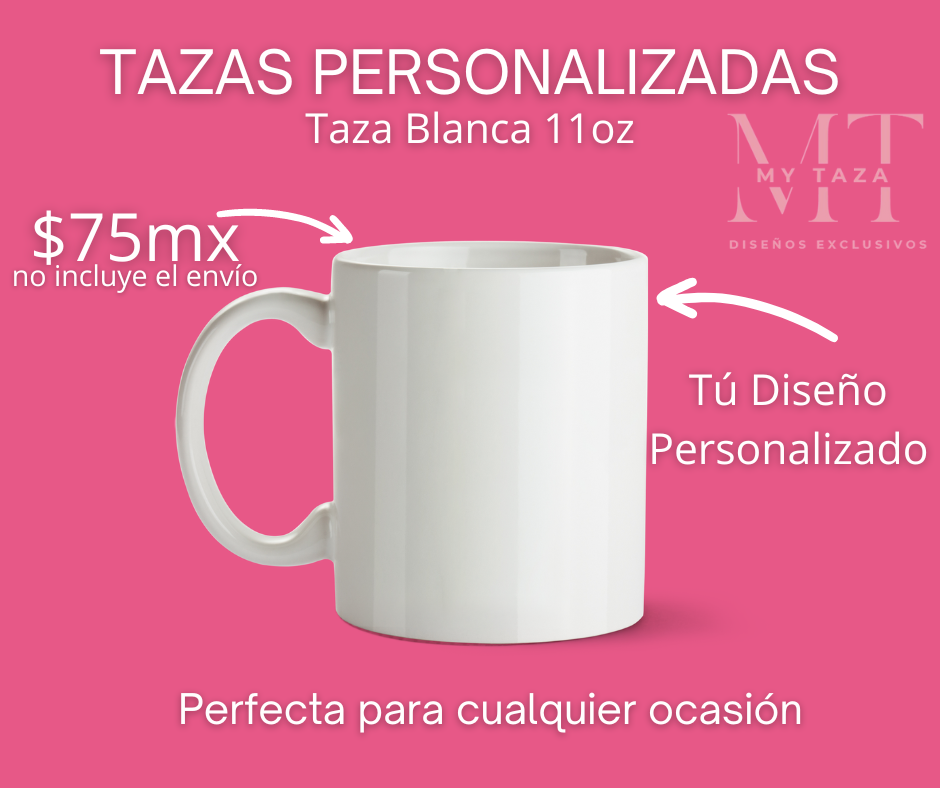 TAZAS PERSONALIZADAS
Taza Blanca 11oz
MT
MY TAZA
DISEÑOS EXCLUSIVOS
$75mx
no incluye el envío
Tú Diseño
Personalizado
Perfecta para cualquier ocasión